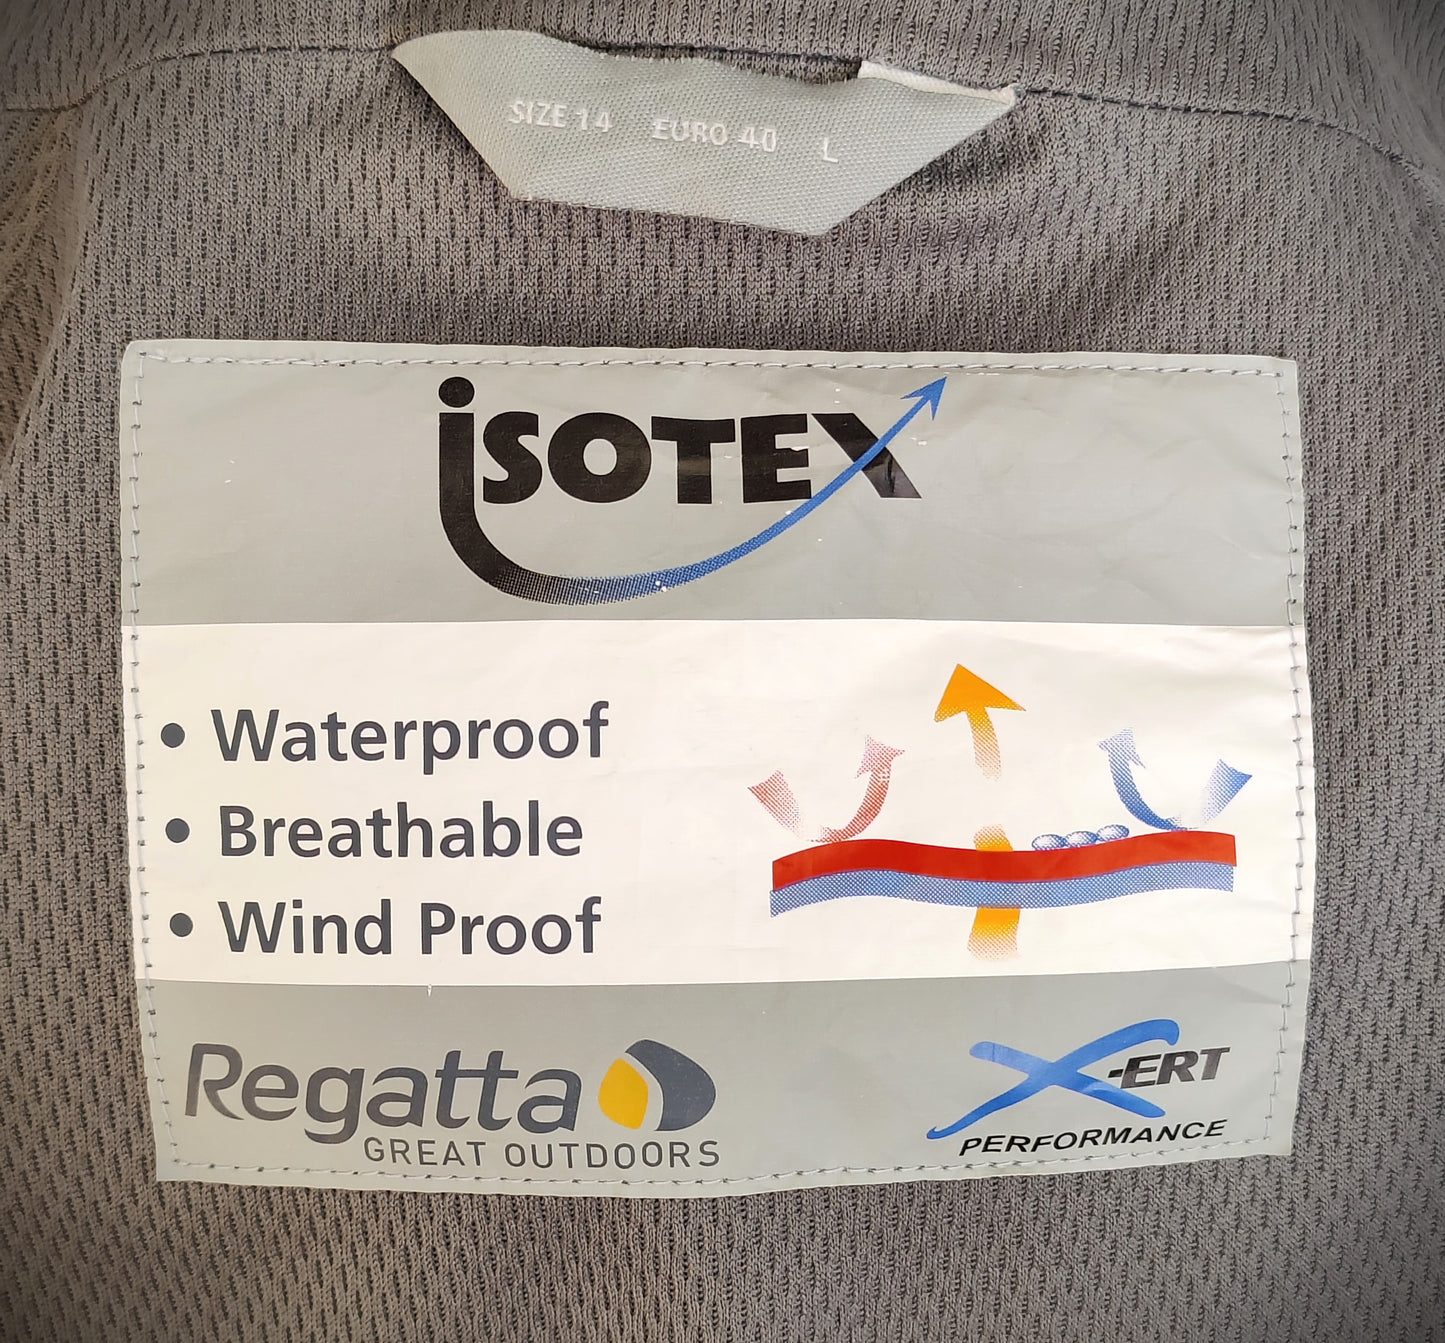 SIZE 14 EURO 40 L
isOTEX
• Waterproof
• Breathable
• Wind Proof
Regatta
GREAT OUTDOORS
X-ERT
PERFORMANCE